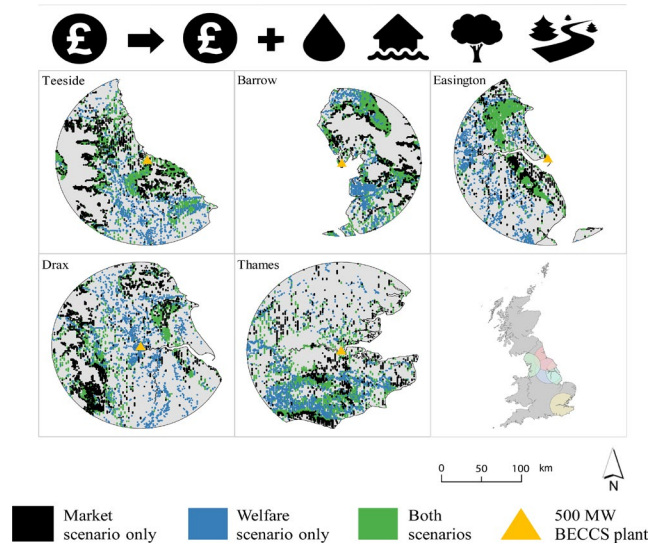 £ £
Teeside
Barrow
Easington
Drax
Thames
0 50 100 km
N
Market
scenario only
Welfare
scenario only
Both
scenarios
500 MW
BECCS plant